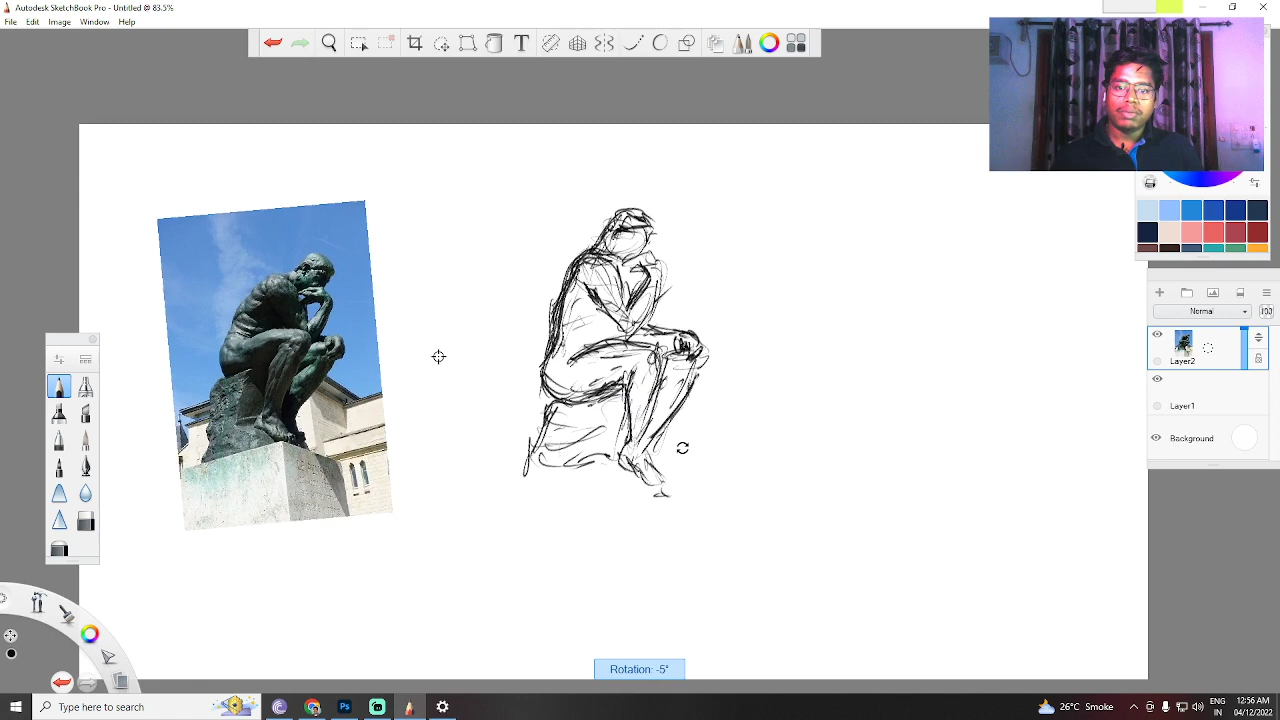 Autodesk SketchBook Pro - Untitled @ 83.5%
File Edit Image Window Help
T
Normal
Layer2
Layer1
Background
Rotation: -5°
Type here to search
Ps
26°C Smoke
ENG
IN
12:56 AM
04/12/2022